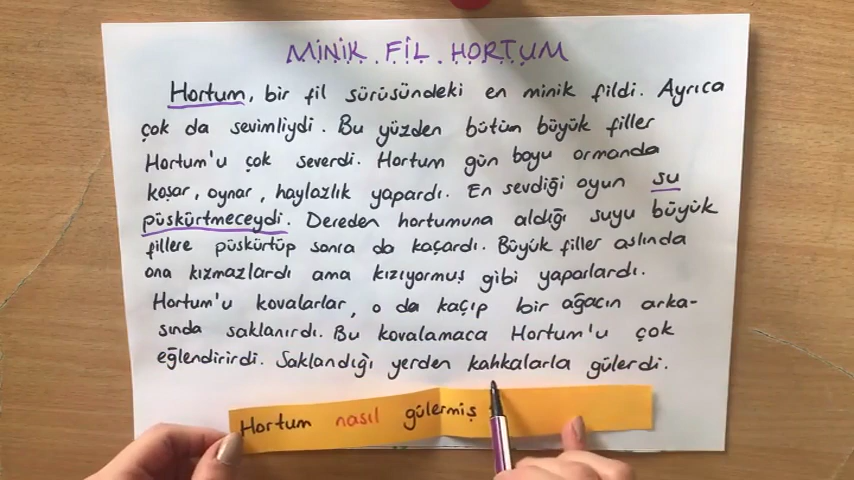 MİNİK FİL HORTUM
Hortum, bir fil sürüsündeki en minik fildi. Ayrıca
çok da sevimliydi. Bu yüzden bütün büyük filler
Hortum'u çok severdi. Hortum gün boyu ormanda
koşar, oynar, haylazlık yapardı. En sevdiği oyun su
püskürtmeceydi. Dereden hortumuna aldığı suyu büyük
fillere püskürtüp sonra da kaçardı. Büyük filler aslında
ona kızmazlardı ama kızıyormuş gibi yaparlardı.
Hortum'u kovalarlar, o da kaçıp bir ağacın arka-
sında saklanırdı. Bu kovalamaca Hortum'u çok
eğlendirirdi. Saklandığı yerden kahkalarla gülerdi.
Hortum nasıl gülermiş